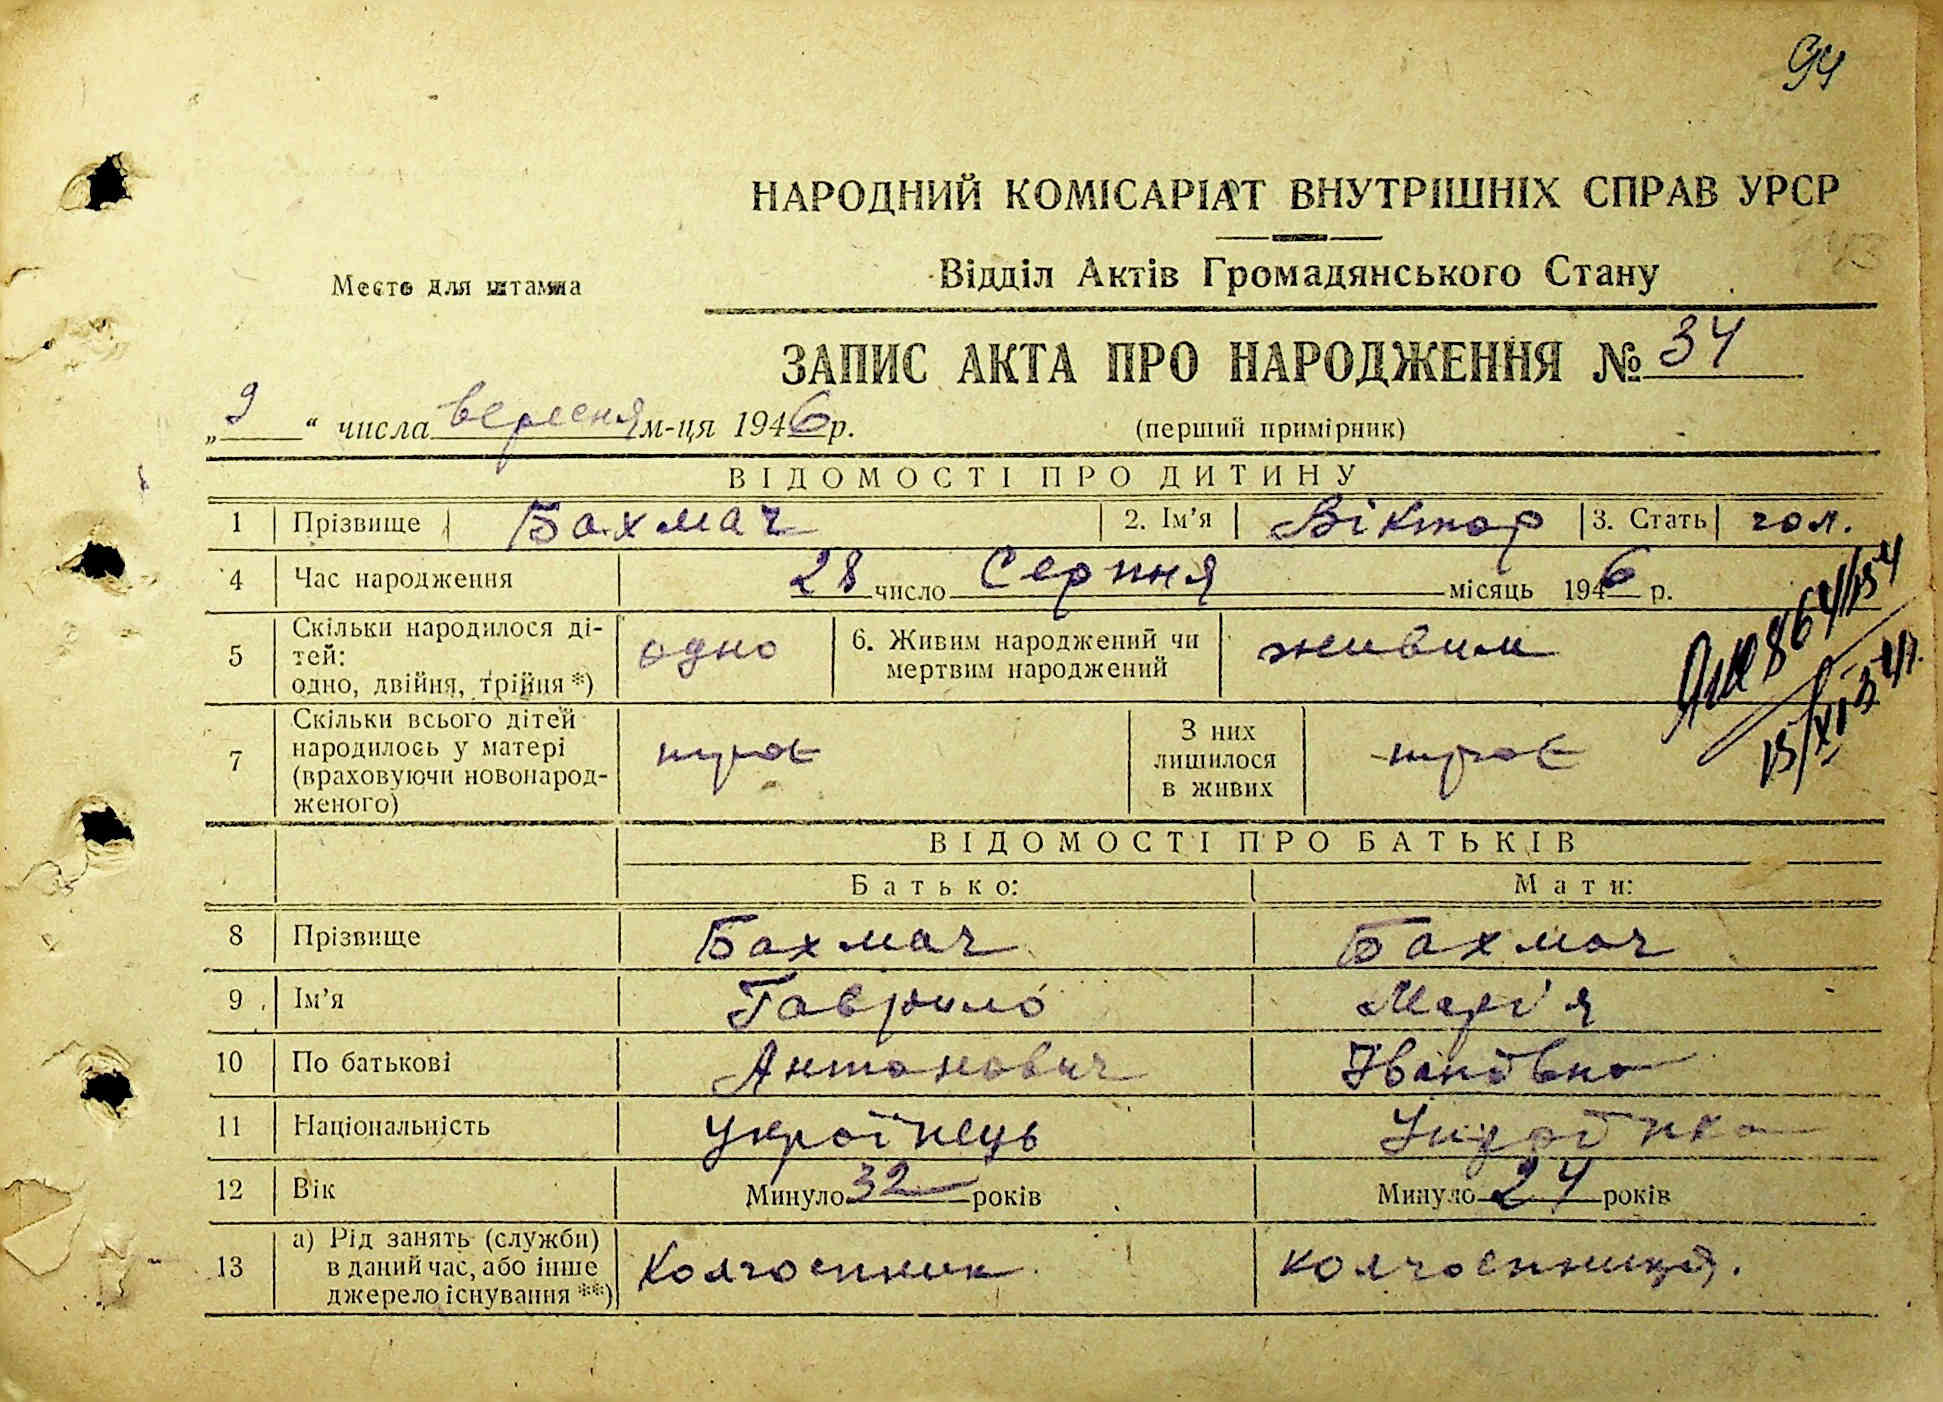 94
НАРОДНИЙ КОМІСАРІАТ ВНУТРІШНІХ СПРАВ УРСР
Место для штампа
Відділ Актів Громадянського Стану
ЗАПИС АКТА ПРО НАРОДЖЕННЯ № 34
„ 9 “ числа вересня м-ця 1946 р. (перший примірник)
ВІДОМОСТІ ПРО ДИТИНУ
1 Прізвище Бахмач 2. Ім'я Віктор 3. Стать чол.
4 Час народження 28 число Серпня місяць 1946 р.
5 Скільки народилося ді-
тей:
одно, двійня, трійня *) одно 6. Живим народжений чи
мертвим народжений живим
7 Скільки всього дітей
народилось у матері
(враховуючи новонарод-
женого) троє З них
лишилося
в живих троє
ВІДОМОСТІ ПРО БАТЬКІВ
Батько: Мати:
8 Прізвище Бахмач Бахмач
9 Ім'я Гаврило Марія
10 По батькові Антонович Івановна
11 Національність Українець Українка
12 Вік Минуло 32 років Минуло 24 років
13 а) Рід занять (служби)
в даний час, або інше
джерело існування **) Колгоспник колгоспниця.